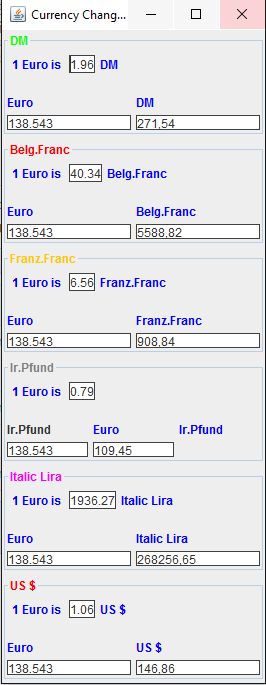 Currency Chang...
DM
1 Euro is 1.96 DM
Euro DM
138.543 271,54
Belg.Franc
1 Euro is 40.34 Belg.Franc
Euro Belg.Franc
138.543 5588,82
Franz.Franc
1 Euro is 6.56 Franz.Franc
Euro Franz.Franc
138.543 908,84
Ir.Pfund
1 Euro is 0.79
Ir.Pfund Euro Ir.Pfund
138.543 109,45
Italic Lira
1 Euro is 1936.27 Italic Lira
Euro Italic Lira
138.543 268256,65
US $
1 Euro is 1.06 US $
Euro US $
138.543 146,86